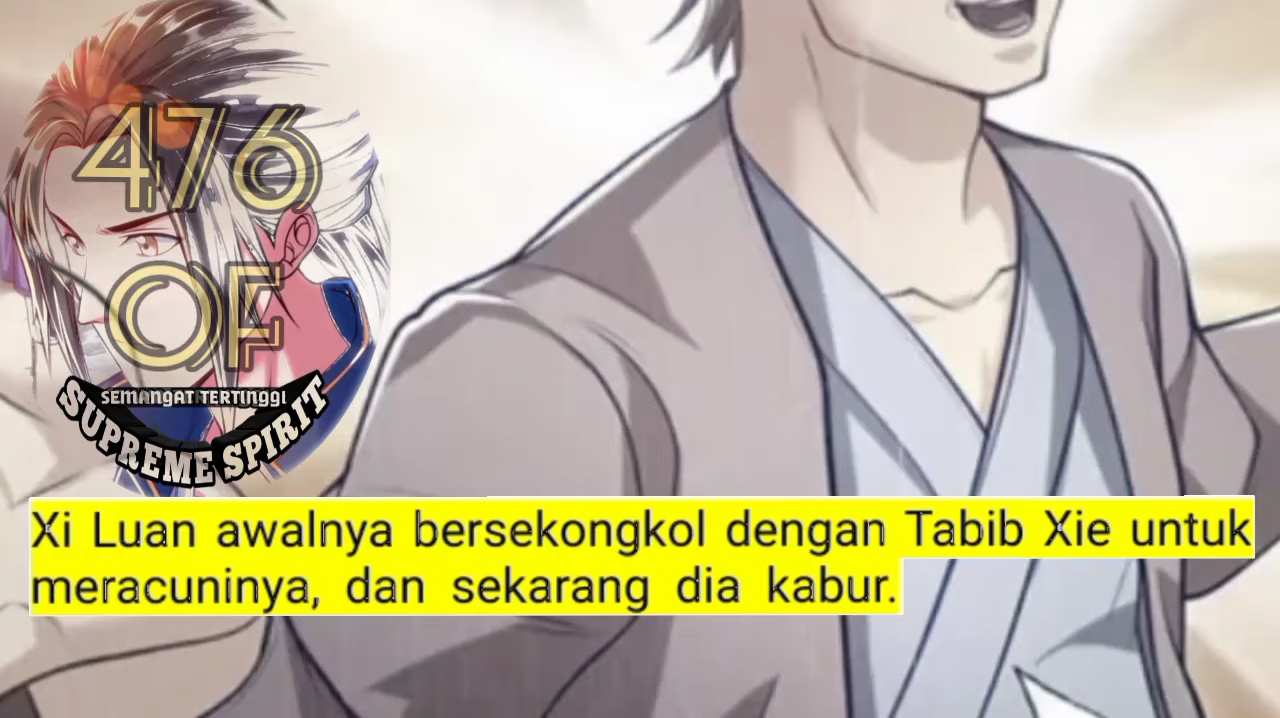 476
OF
SEMANGAT TERTINGGI
SUPREME SPIRIT
Xi Luan awalnya bersekongkol dengan Tabib Xie untuk
meracuninya, dan sekarang dia kabur.